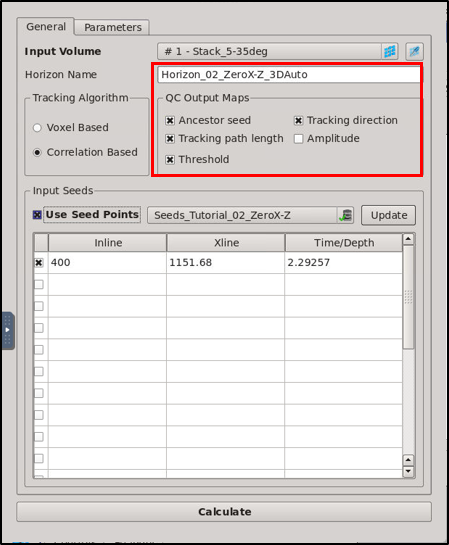 General Parameters
Input Volume # 1 - Stack_5-35deg
Horizon Name Horizon_02_ZeroX-Z_3DAuto
Tracking Algorithm
Voxel Based
Correlation Based
QC Output Maps
Ancestor seed Tracking direction
Tracking path length Amplitude
Threshold
Input Seeds
Use Seed Points Seeds_Tutorial_02_ZeroX-Z Update
Inline Xline Time/Depth
400 1151.68 2.29257
Calculate